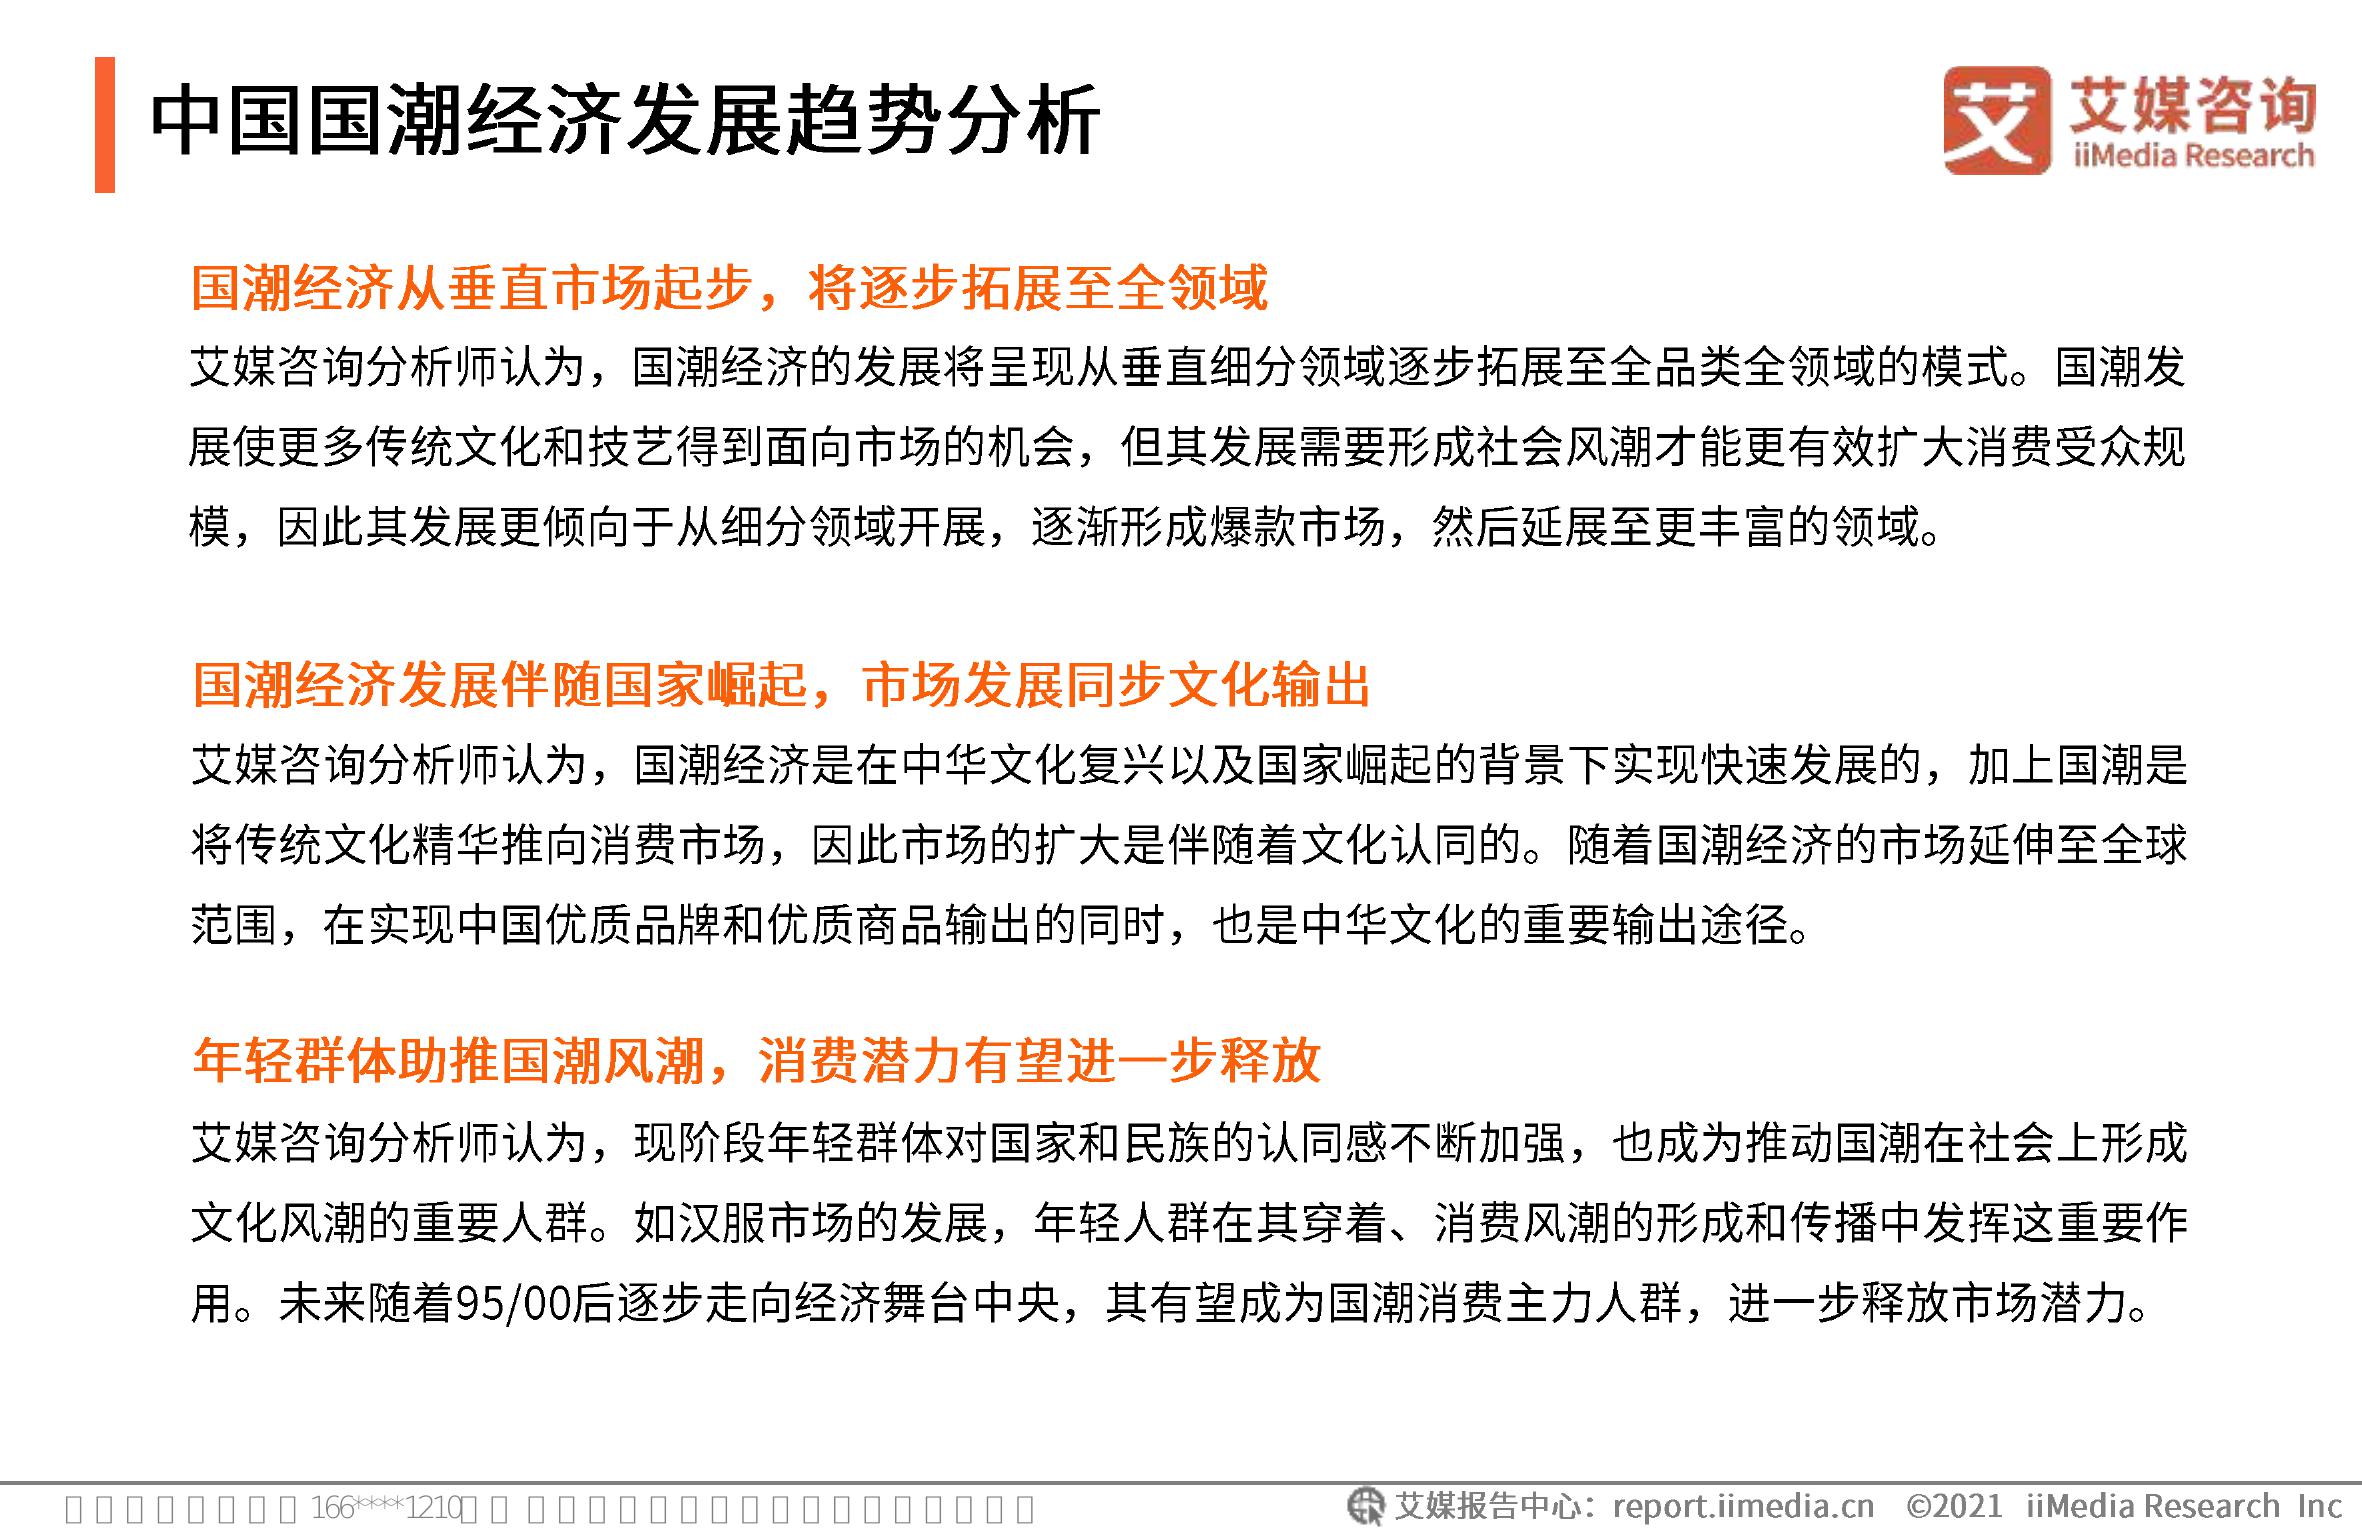 中国国潮经济发展趋势分析
艾
艾媒咨询
iiMedia Research
国潮经济从垂直市场起步，将逐步拓展至全领域
艾媒咨询分析师认为，国潮经济的发展将呈现从垂直细分领域逐步拓展至全品类全领域的模式。国潮发
展使更多传统文化和技艺得到面向市场的机会，但其发展需要形成社会风潮才能更有效扩大消费受众规
模，因此其发展更倾向于从细分领域开展，逐渐形成爆款市场，然后延展至更丰富的领域。
国潮经济发展伴随国家崛起，市场发展同步文化输出
艾媒咨询分析师认为，国潮经济是在中华文化复兴以及国家崛起的背景下实现快速发展的，加上国潮是
将传统文化精华推向消费市场，因此市场的扩大是伴随着文化认同的。随着国潮经济的市场延伸至全球
范围，在实现中国优质品牌和优质商品输出的同时，也是中华文化的重要输出途径。
年轻群体助推国潮风潮，消费潜力有望进一步释放
艾媒咨询分析师认为，现阶段年轻群体对国家和民族的认同感不断加强，也成为推动国潮在社会上形成
文化风潮的重要人群。如汉服市场的发展，年轻人群在其穿着、消费风潮的形成和传播中发挥这重要作
用。未来随着95/00后逐步走向经济舞台中央，其有望成为国潮消费主力人群，进一步释放市场潜力。
166****1210
艾媒报告中心：report.iimedia.cn ©2021 iiMedia Research Inc